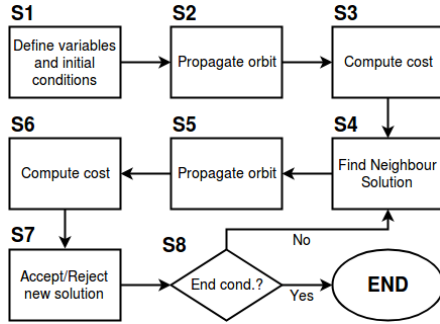 S1
Define variables
and initial
conditions
S2
Propagate orbit
S3
Compute cost
S4
Find Neighbour
Solution
S5
Propagate orbit
S6
Compute cost
S7
Accept/Reject
new solution
S8
End cond.?
No
Yes
END